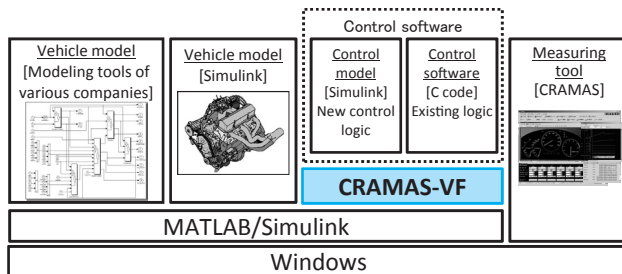 Control software
Vehicle model
[Modeling tools of
various companies]
Vehicle model
[Simulink]
Control
model
[Simulink]
New control
logic
Control
software
[C code]
Existing logic
Measuring
tool
[CRAMAS]
CRAMAS-VF
MATLAB/Simulink
Windows